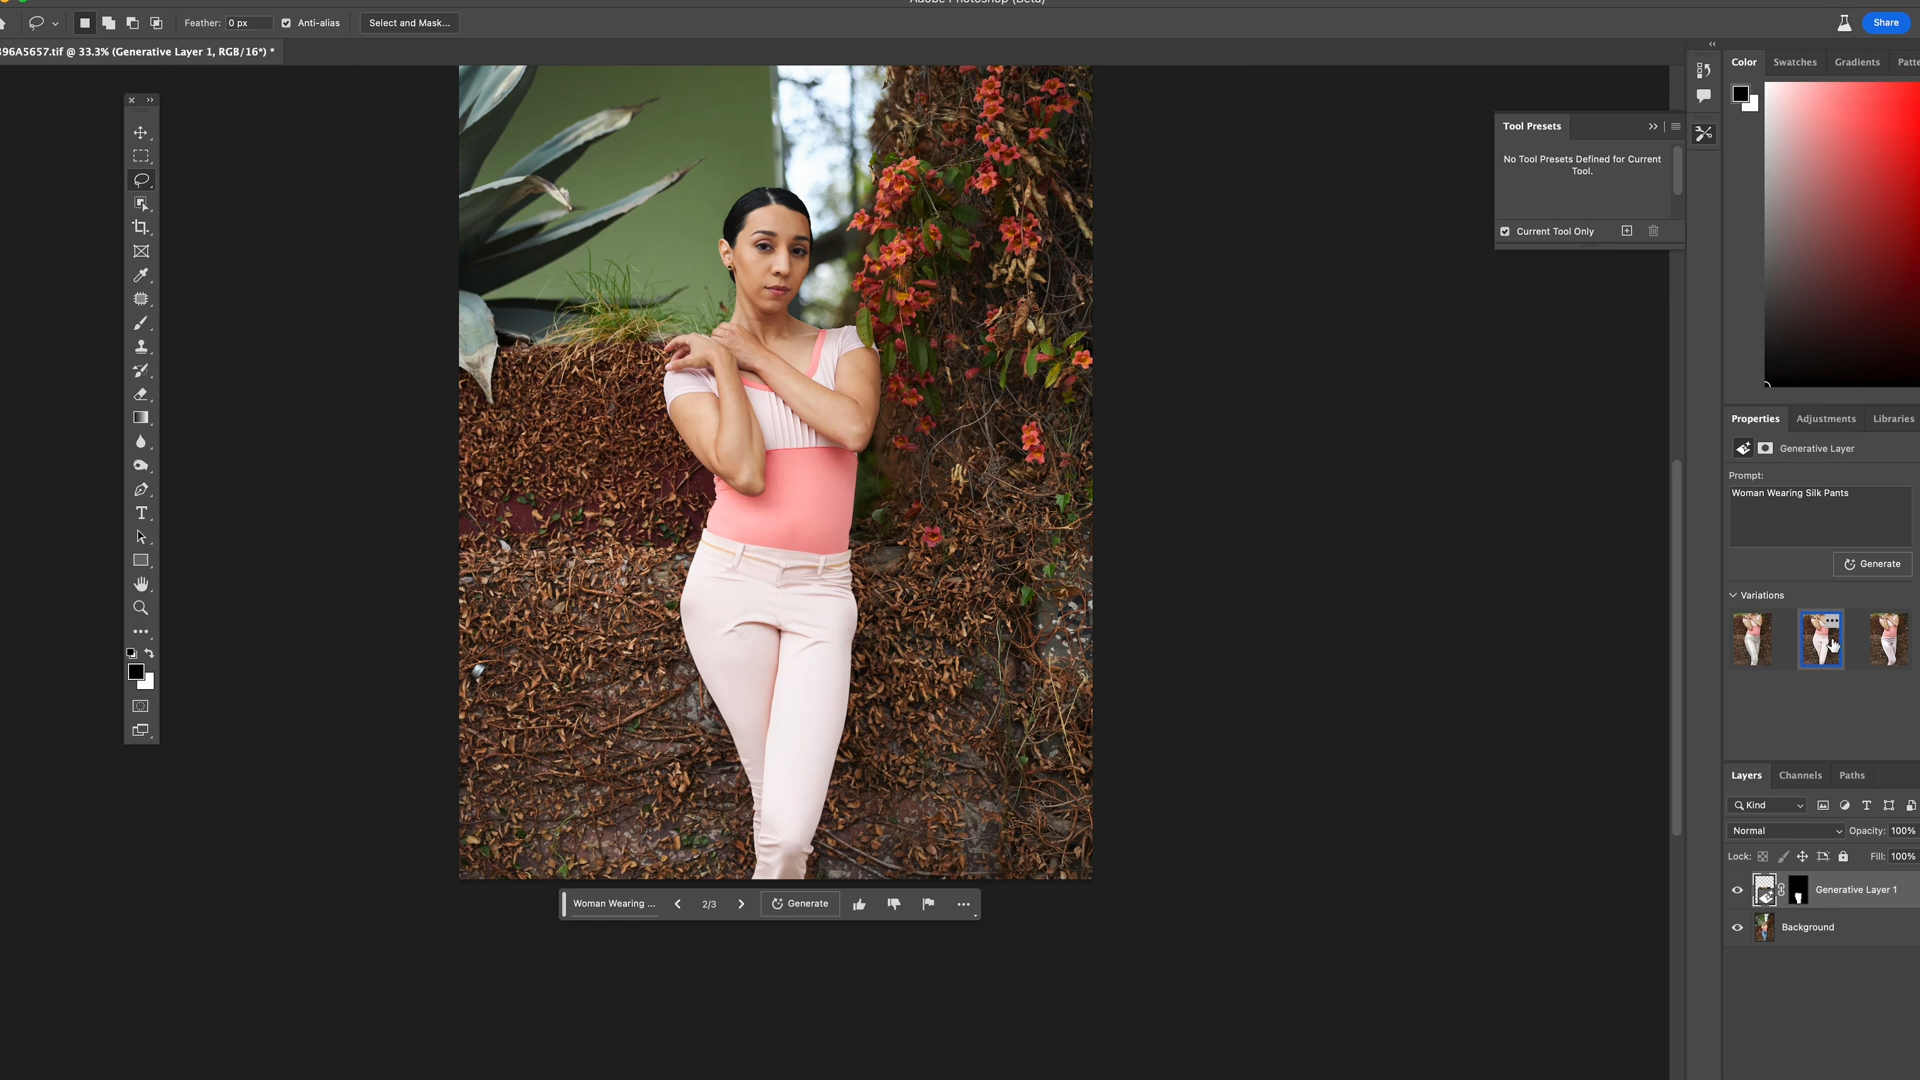 Adobe Photoshop (Beta)
Feather: 0 px
Anti-alias
Select and Mask...
Share
396A5657.tif @ 33.3% (Generative Layer 1, RGB/16*) *
Color Swatches Gradients Patte
Tool Presets
No Tool Presets Defined for Current
Tool.
Current Tool Only
Properties Adjustments Libraries
Generative Layer
Prompt:
Woman Wearing Silk Pants
Generate
Variations
Layers Channels Paths
Kind
Normal Opacity: 100%
Lock: Fill: 100%
Generative Layer 1
Background
Woman Wearing ... 2/3 Generate